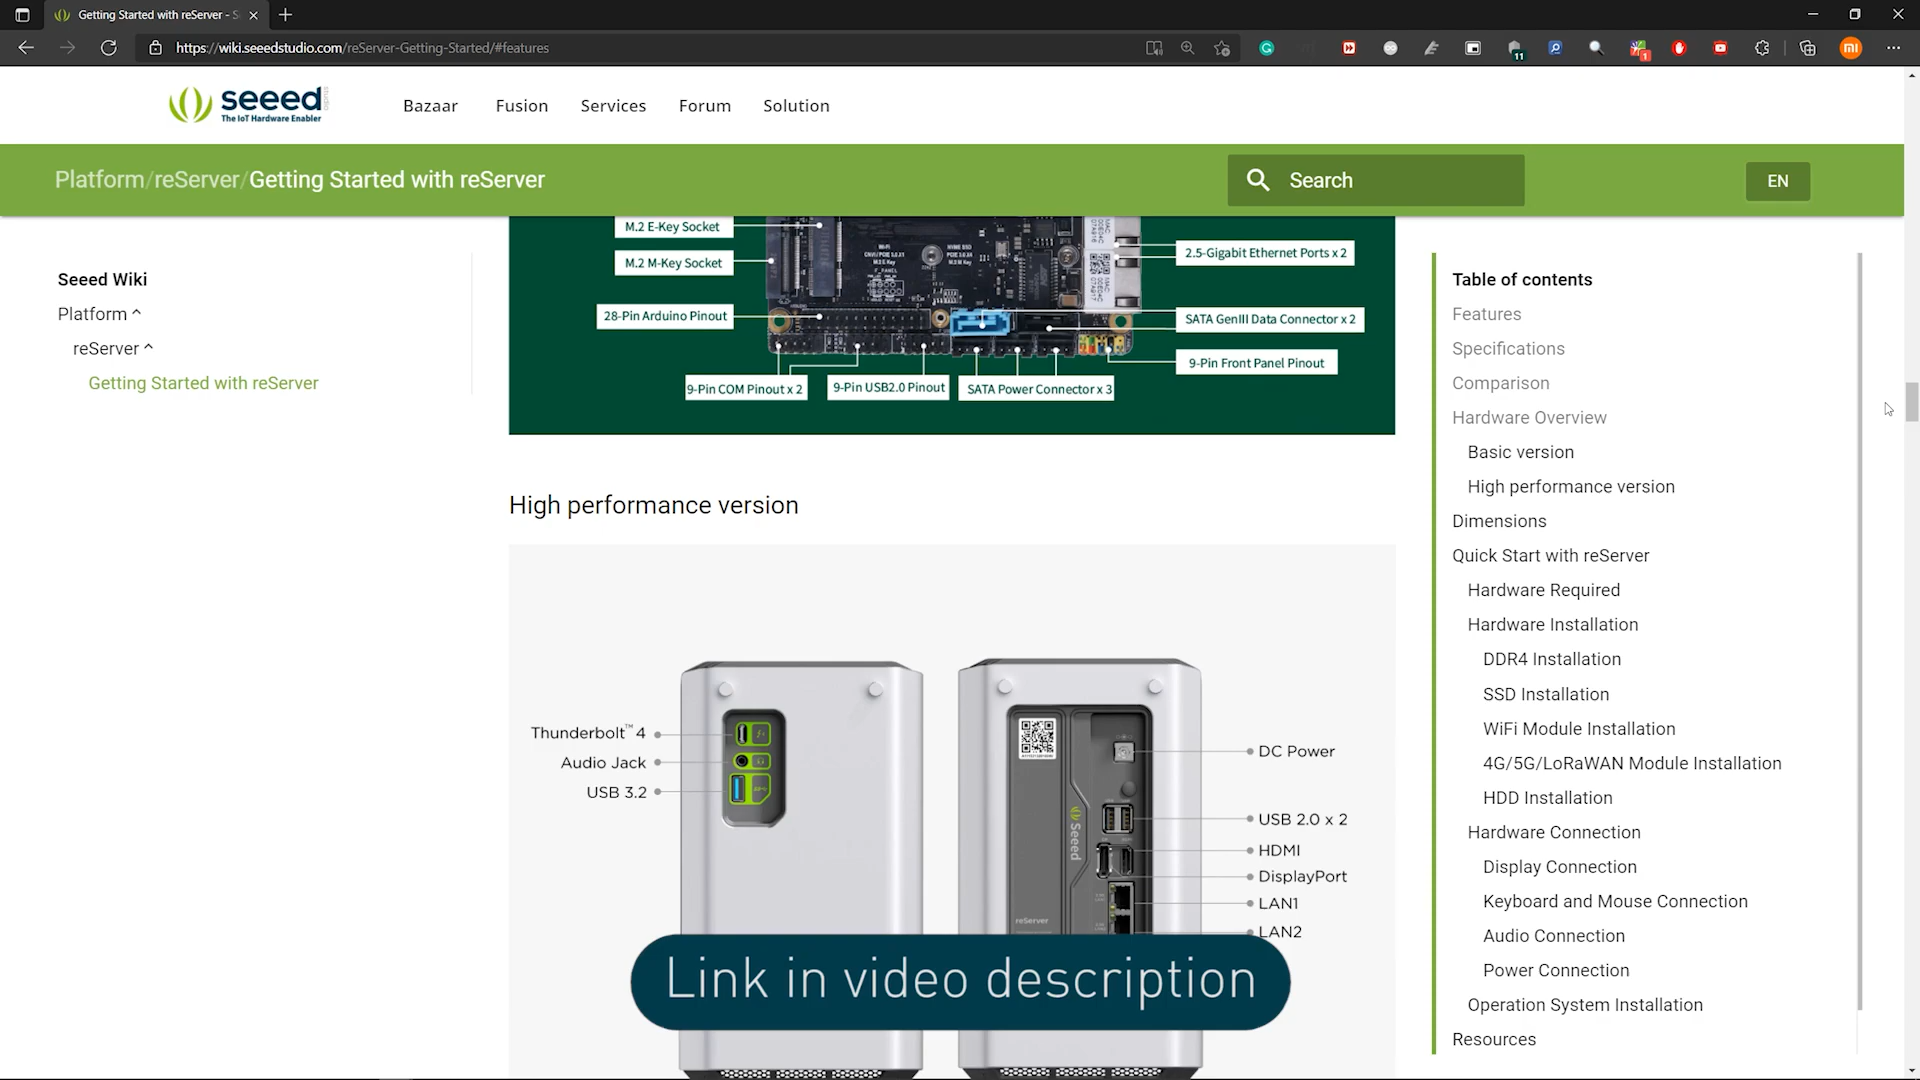 Getting Started with reServer - S
https://wiki.seeedstudio.com/reServer-Getting-Started/#features
11
1
mi
seeed
studio
The IoT Hardware Enabler
Bazaar
Fusion
Services
Forum
Solution
Platform/reServer/Getting Started with reServer
Search
EN
Seeed Wiki
Platform
reServer
Getting Started with reServer
M.2 E-Key Socket
M.2 M-Key Socket
28-Pin Arduino Pinout
9-Pin COM Pinout x 2
9-Pin USB2.0 Pinout
SATA Power Connector x 3
2.5-Gigabit Ethernet Ports x 2
SATA GenIII Data Connector x 2
9-Pin Front Panel Pinout
High performance version
Thunderbolt™ 4
Audio Jack
USB 3.2
Seeed
reServer
DC Power
USB 2.0 x 2
HDMI
DisplayPort
LAN1
LAN2
Link in video description
Table of contents
Features
Specifications
Comparison
Hardware Overview
Basic version
High performance version
Dimensions
Quick Start with reServer
Hardware Required
Hardware Installation
DDR4 Installation
SSD Installation
WiFi Module Installation
4G/5G/LoRaWAN Module Installation
HDD Installation
Hardware Connection
Display Connection
Keyboard and Mouse Connection
Audio Connection
Power Connection
Operation System Installation
Resources